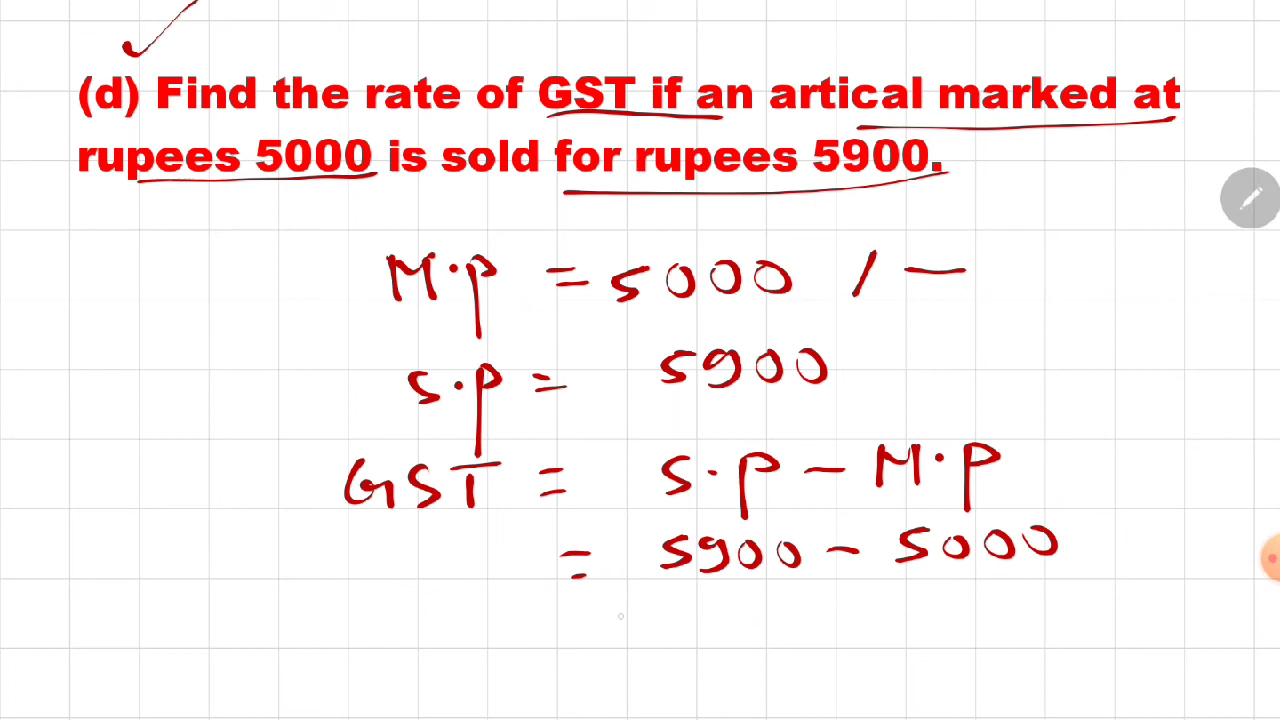 (d) Find the rate of GST if an artical marked at
rupees 5000 is sold for rupees 5900.
M.p = 5000 / -
s.p = 5900
GST = s.p - M.p
= 5900 - 5000